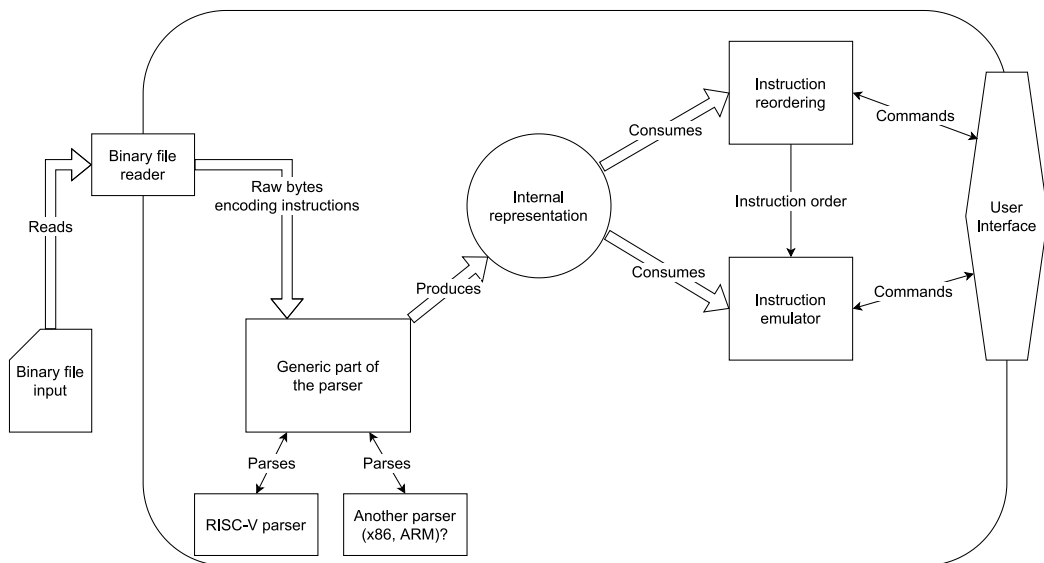 Instruction
reordering
Commands
Consumes
Binary file
reader
Raw bytes
encoding instructions
Internal
representation
Instruction order
User
Interface
Reads
Consumes
Produces
Instruction
emulator
Commands
Generic part of
the parser
Binary file
input
Parses
Parses
RISC-V parser
Another parser
(x86, ARM)?